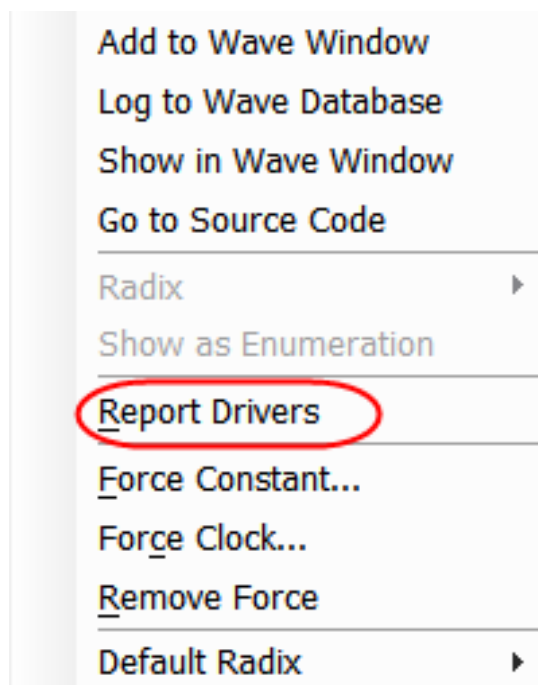 Add to Wave Window
Log to Wave Database
Show in Wave Window
Go to Source Code
Radix
Show as Enumeration
Report Drivers
Force Constant...
Force Clock...
Remove Force
Default Radix